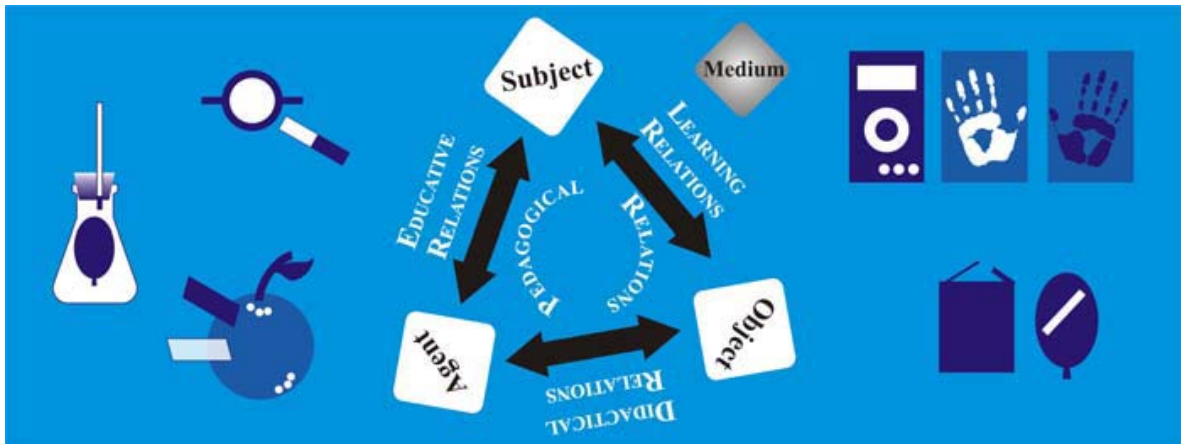 Subject
Medium
EDUCATIVE
RELATIONS
LEARNING
RELATIONS
PEDAGOGICAL
RELATIONS
Agent
Object
DIDACTICAL
RELATIONS